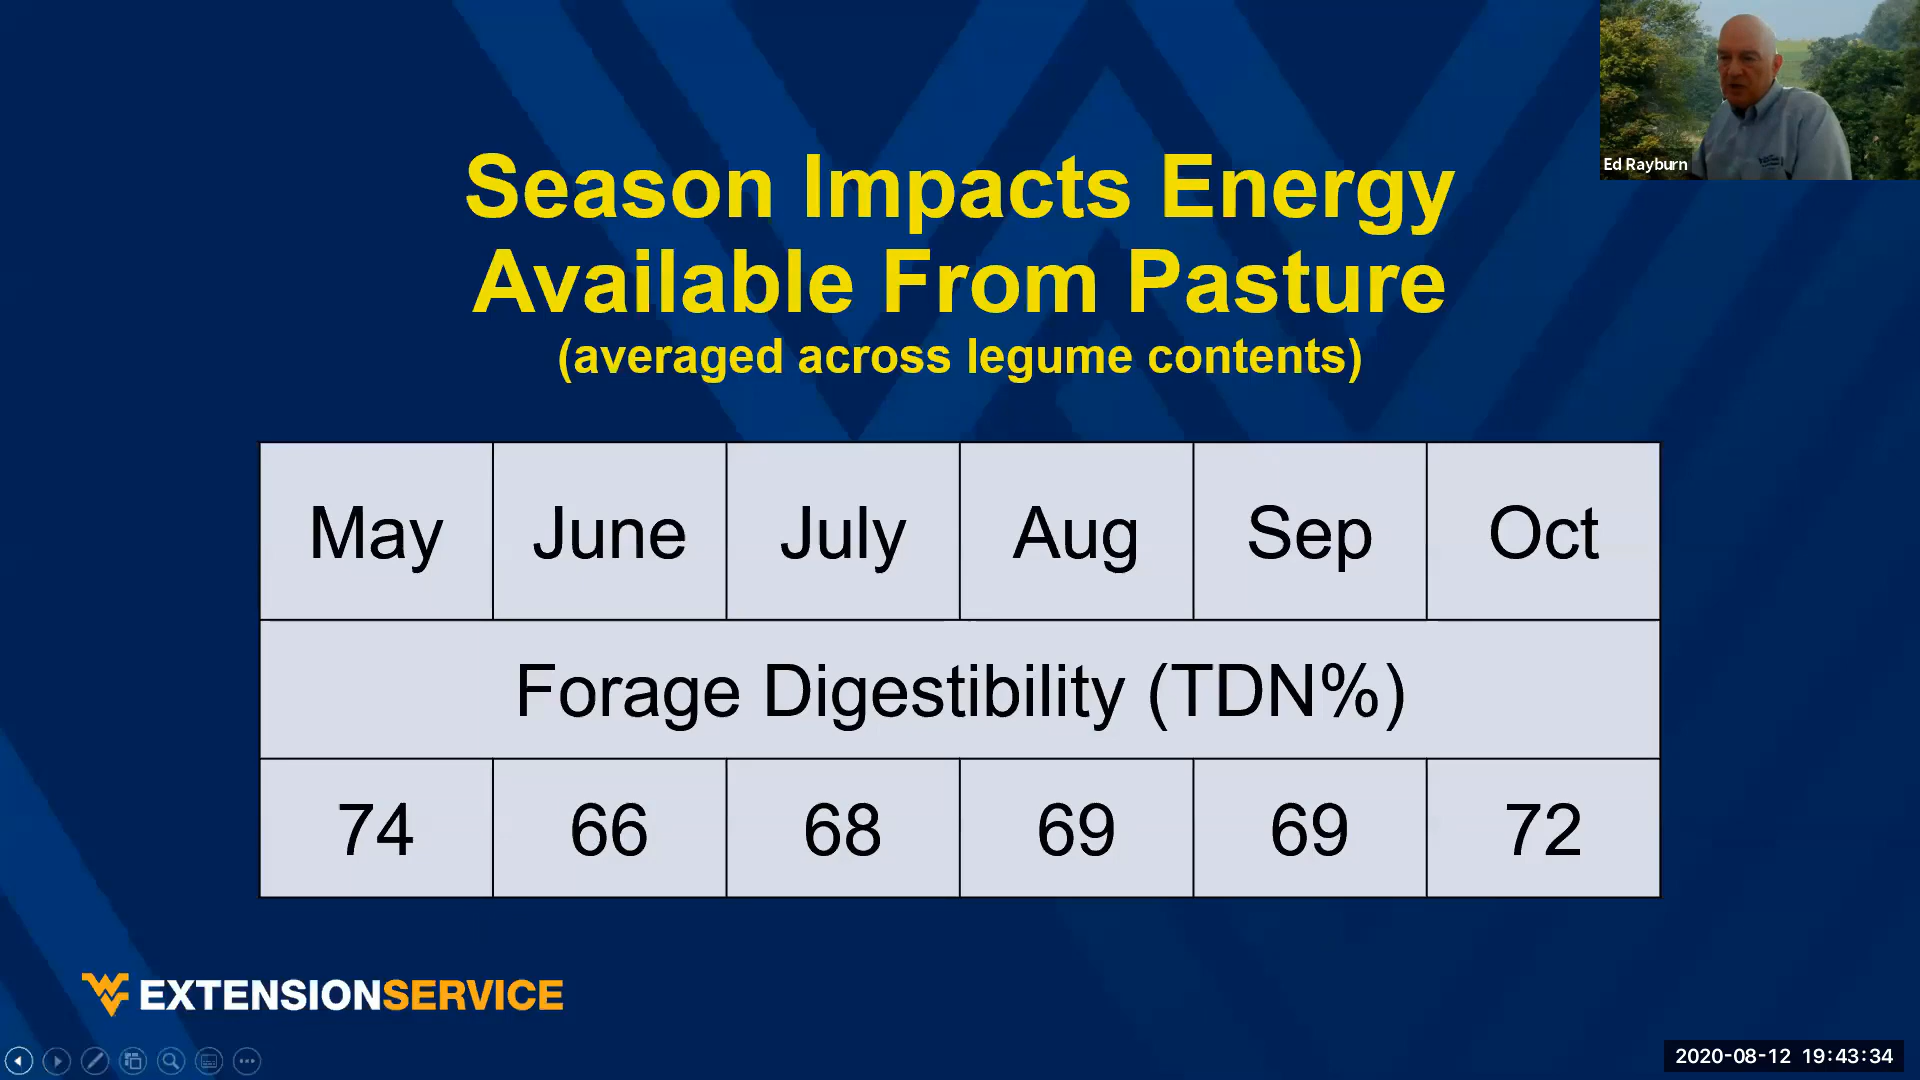 Ed Rayburn
Season Impacts Energy
Available From Pasture
(averaged across legume contents)
May June July Aug Sep Oct
Forage Digestibility (TDN%)
74 66 68 69 69 72
EXTENSIONSERVICE
2020-08-12 19:43:34